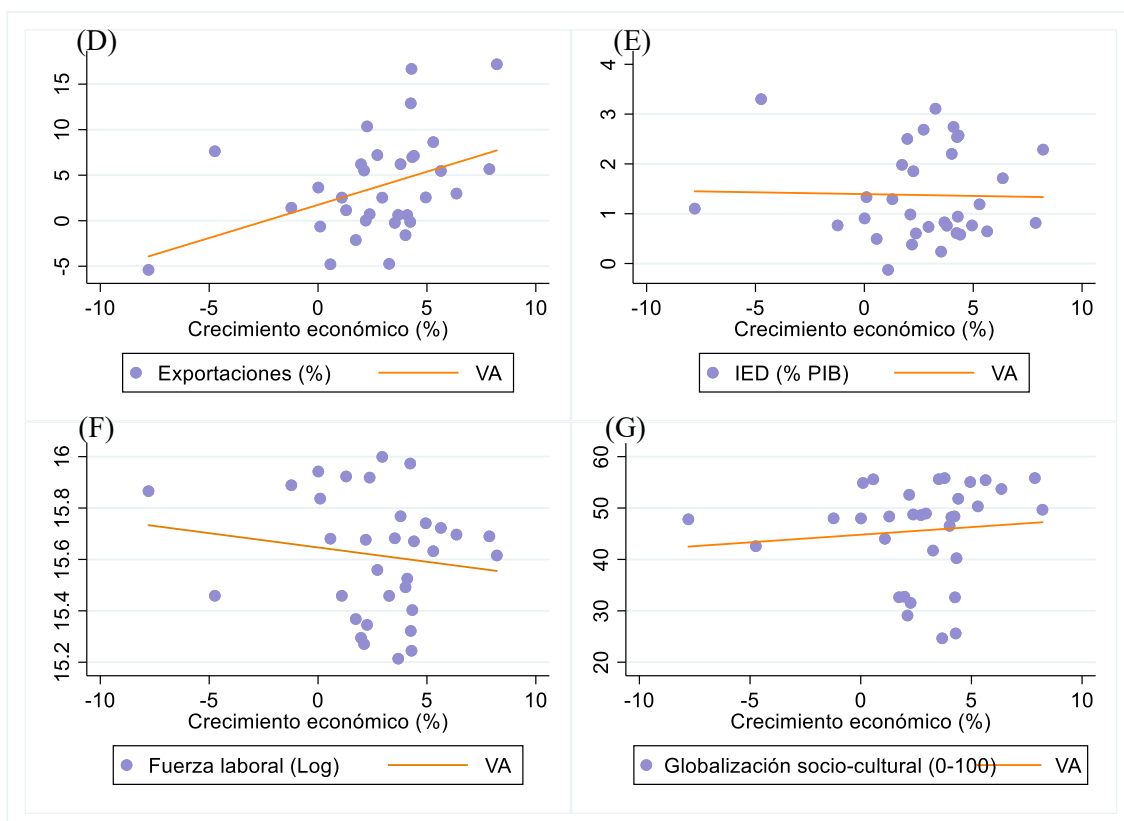 (D)
15
10
5
0
-5
-10 -5 0 5 10
Crecimiento económico (%)
Exportaciones (%) VA
(E)
4
3
2
1
0
-10 -5 0 5 10
Crecimiento económico (%)
IED (% PIB) VA
(F)
16
15.8
15.6
15.4
15.2
-10 -5 0 5 10
Crecimiento económico (%)
Fuerza laboral (Log) VA
(G)
60
50
40
30
20
-10 -5 0 5 10
Crecimiento económico (%)
Globalización socio-cultural (0-100) VA